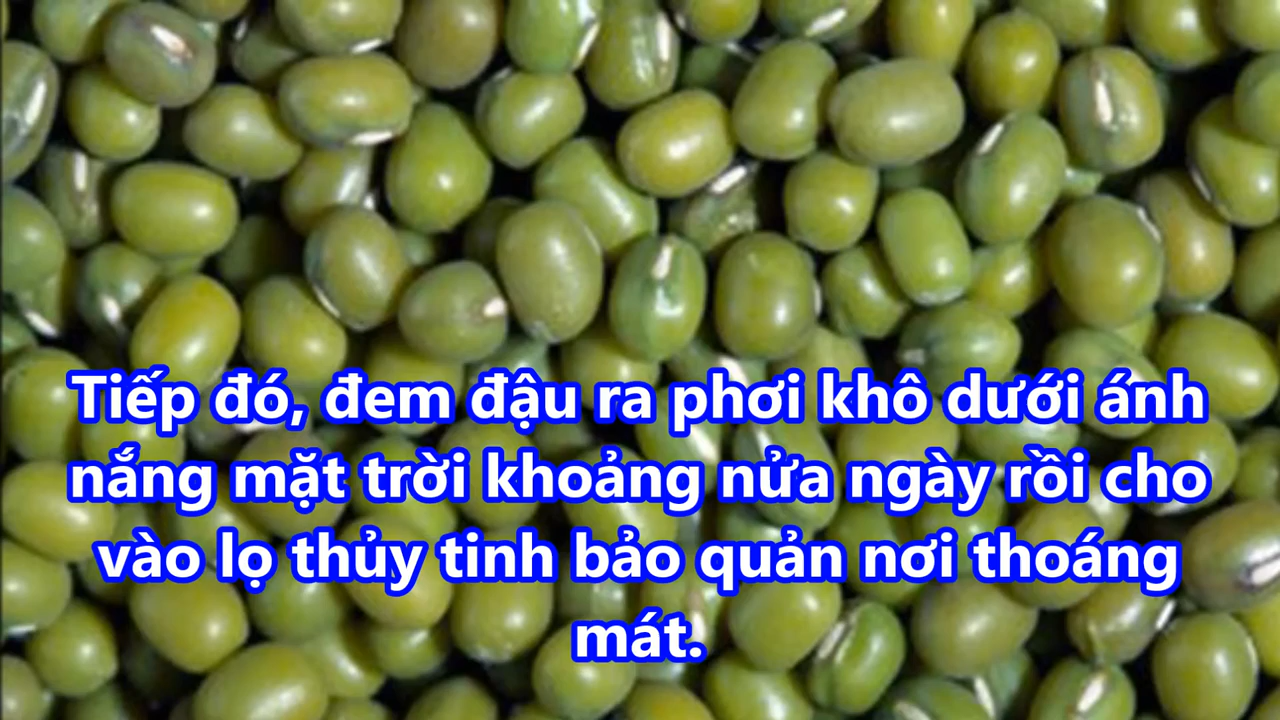 Tiếp đó, đem đậu ra phơi khô dưới ánh
nắng mặt trời khoảng nửa ngày rồi cho
vào lọ thủy tinh bảo quản nơi thoáng
mát.